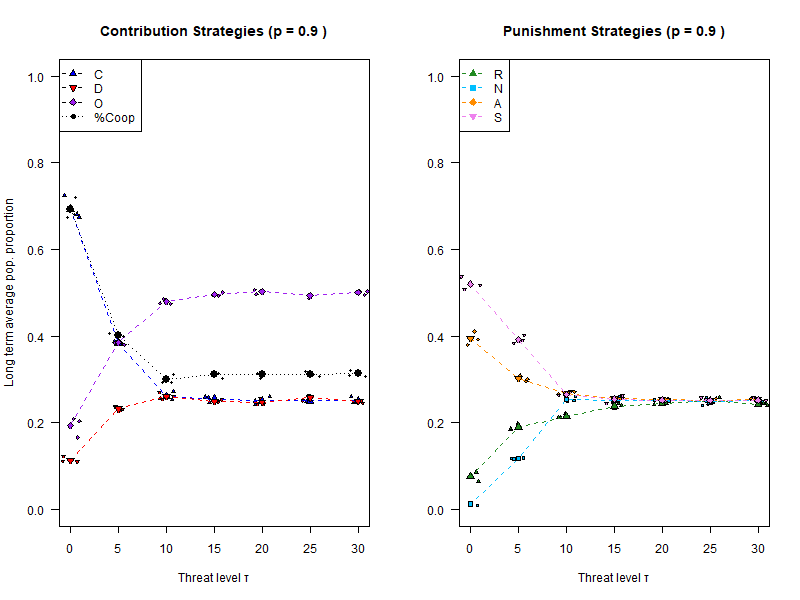 Contribution Strategies (p = 0.9 )
C
D
O
%Coop
1.0
0.8
0.6
0.4
0.2
0.0
Long term average pop. proportion
0 5 10 15 20 25 30
Threat level τ
Punishment Strategies (p = 0.9 )
R
N
A
S
1.0
0.8
0.6
0.4
0.2
0.0
0 5 10 15 20 25 30
Threat level τ